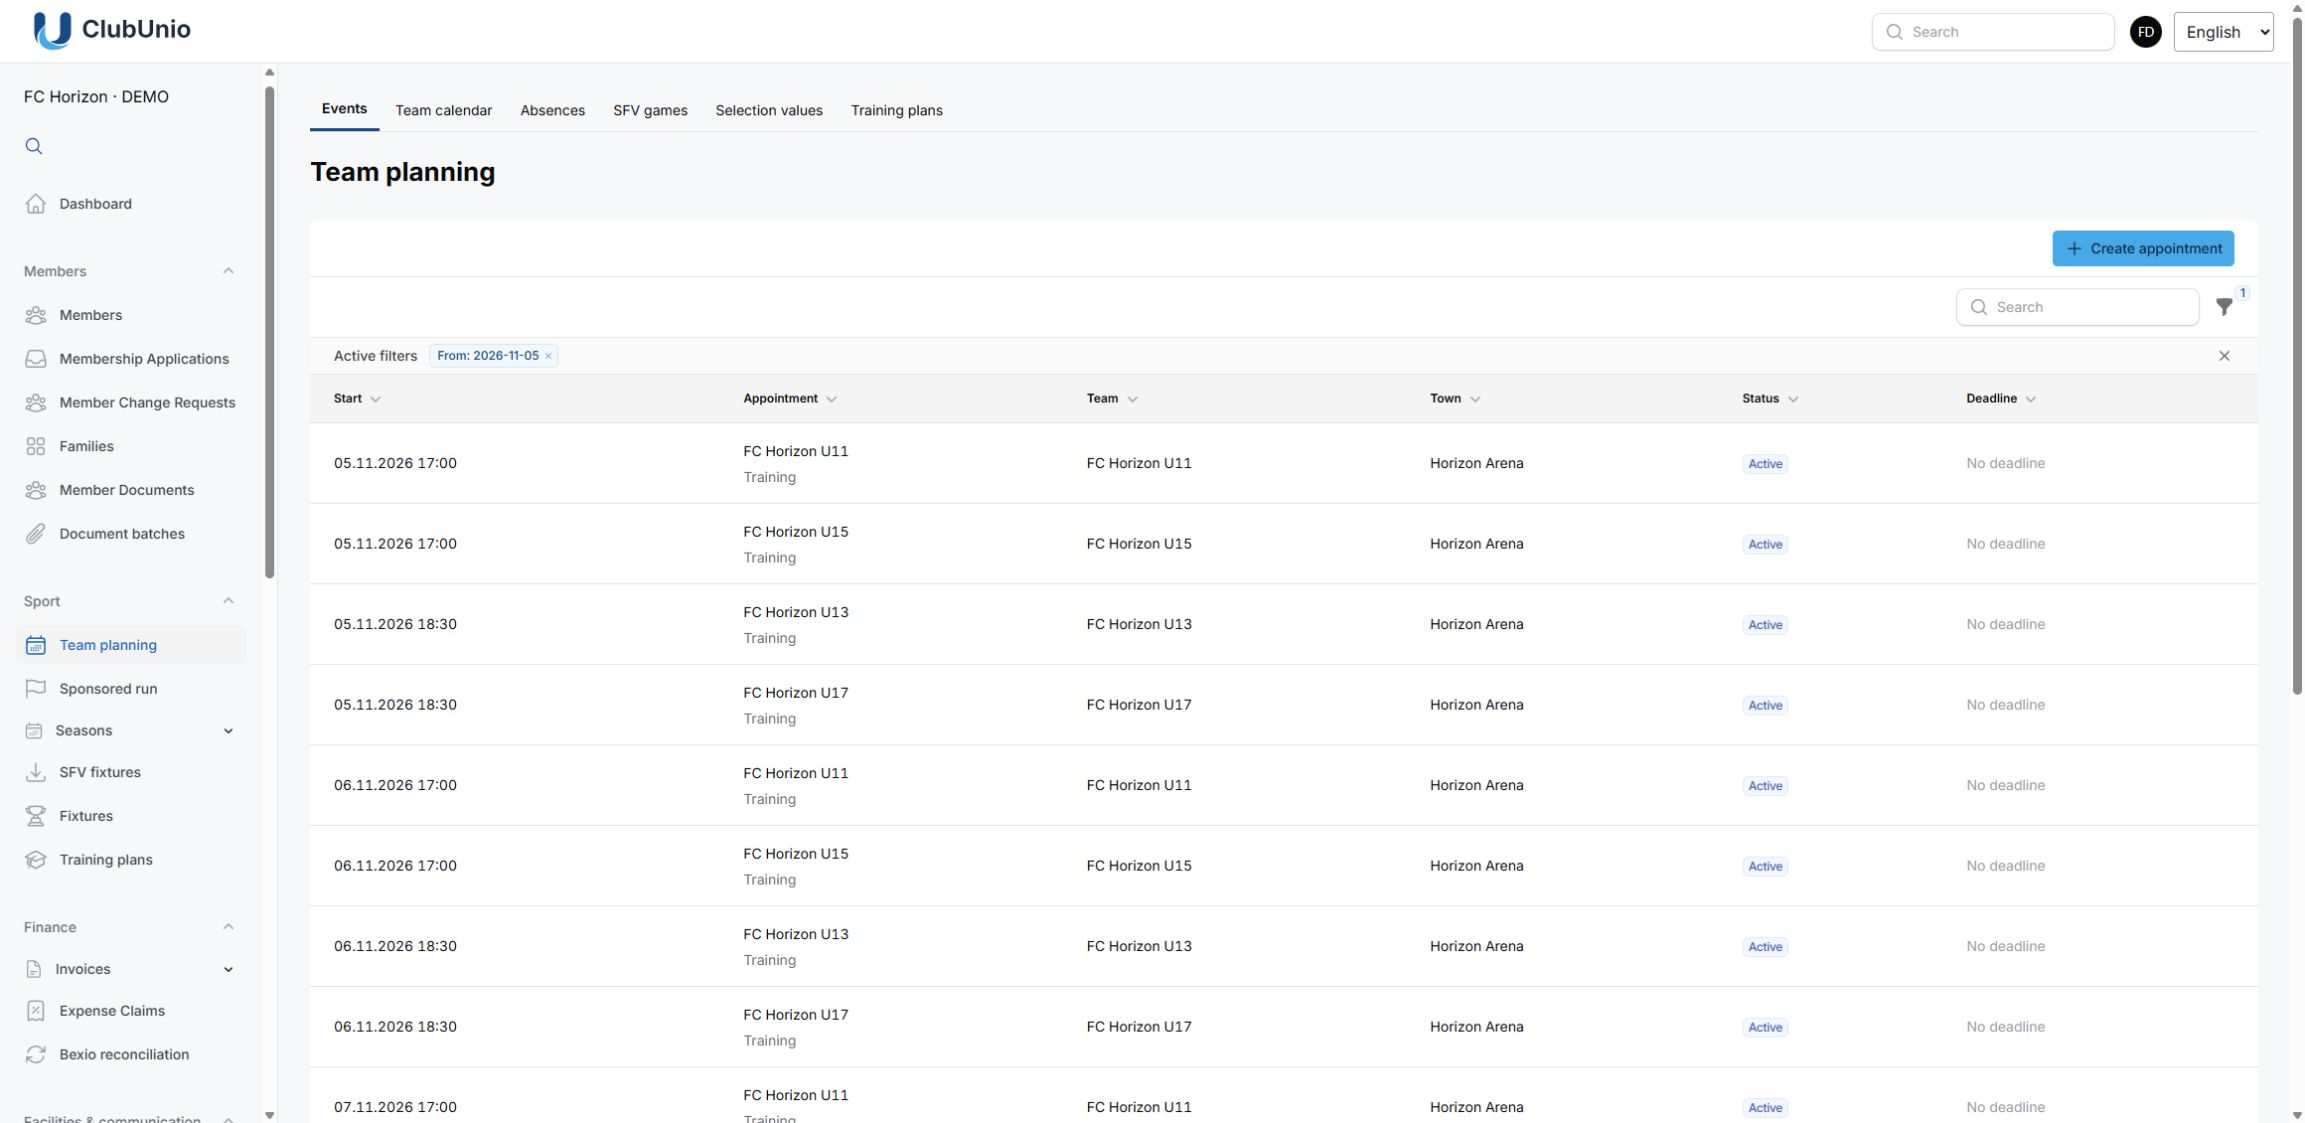 ClubUnio
Search
FD
English
FC Horizon · DEMO
Dashboard
Members
Members
Membership Applications
Member Change Requests
Families
Member Documents
Document batches
Sport
Team planning
Sponsored run
Seasons
SFV fixtures
Fixtures
Training plans
Finance
Invoices
Expense Claims
Bexio reconciliation
Facilities & communication
Events Team calendar Absences SFV games Selection values Training plans
Team planning
Create appointment
Search
1
Active filters From: 2026-11-05 ×
Start Appointment Team Town Status Deadline
05.11.2026 17:00 FC Horizon U11 Training FC Horizon U11 Horizon Arena Active No deadline
05.11.2026 17:00 FC Horizon U15 Training FC Horizon U15 Horizon Arena Active No deadline
05.11.2026 18:30 FC Horizon U13 Training FC Horizon U13 Horizon Arena Active No deadline
05.11.2026 18:30 FC Horizon U17 Training FC Horizon U17 Horizon Arena Active No deadline
06.11.2026 17:00 FC Horizon U11 Training FC Horizon U11 Horizon Arena Active No deadline
06.11.2026 17:00 FC Horizon U15 Training FC Horizon U15 Horizon Arena Active No deadline
06.11.2026 18:30 FC Horizon U13 Training FC Horizon U13 Horizon Arena Active No deadline
06.11.2026 18:30 FC Horizon U17 Training FC Horizon U17 Horizon Arena Active No deadline
07.11.2026 17:00 FC Horizon U11 Training FC Horizon U11 Horizon Arena Active No deadline